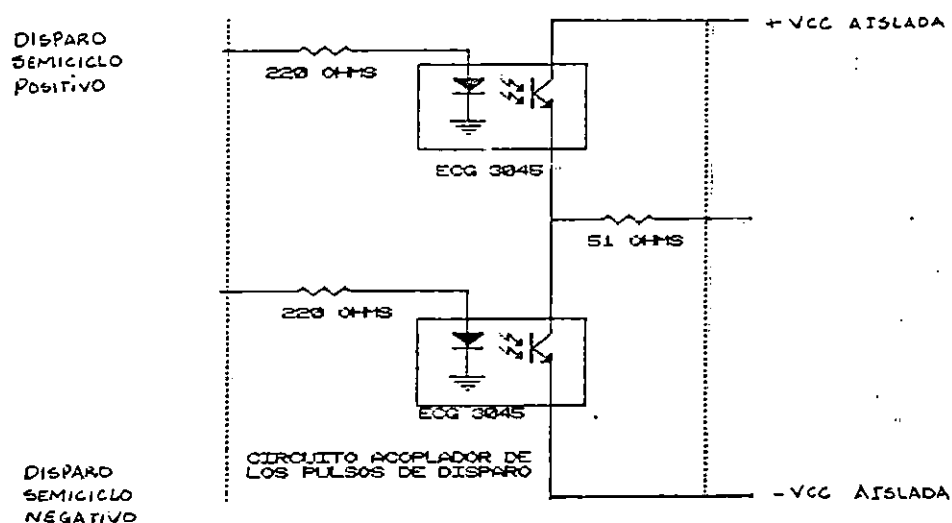 DISPARO
SEMICICLO
POSITIVO
220 OHMS
+ VCC AISLADA
ECG 3045
51 OHMS
220 OHMS
ECG 3045
CIRCUITO ACOPLADOR DE
LOS PULSOS DE DISPARO
DISPARO
SEMICICLO
NEGATIVO
- VCC AISLADA